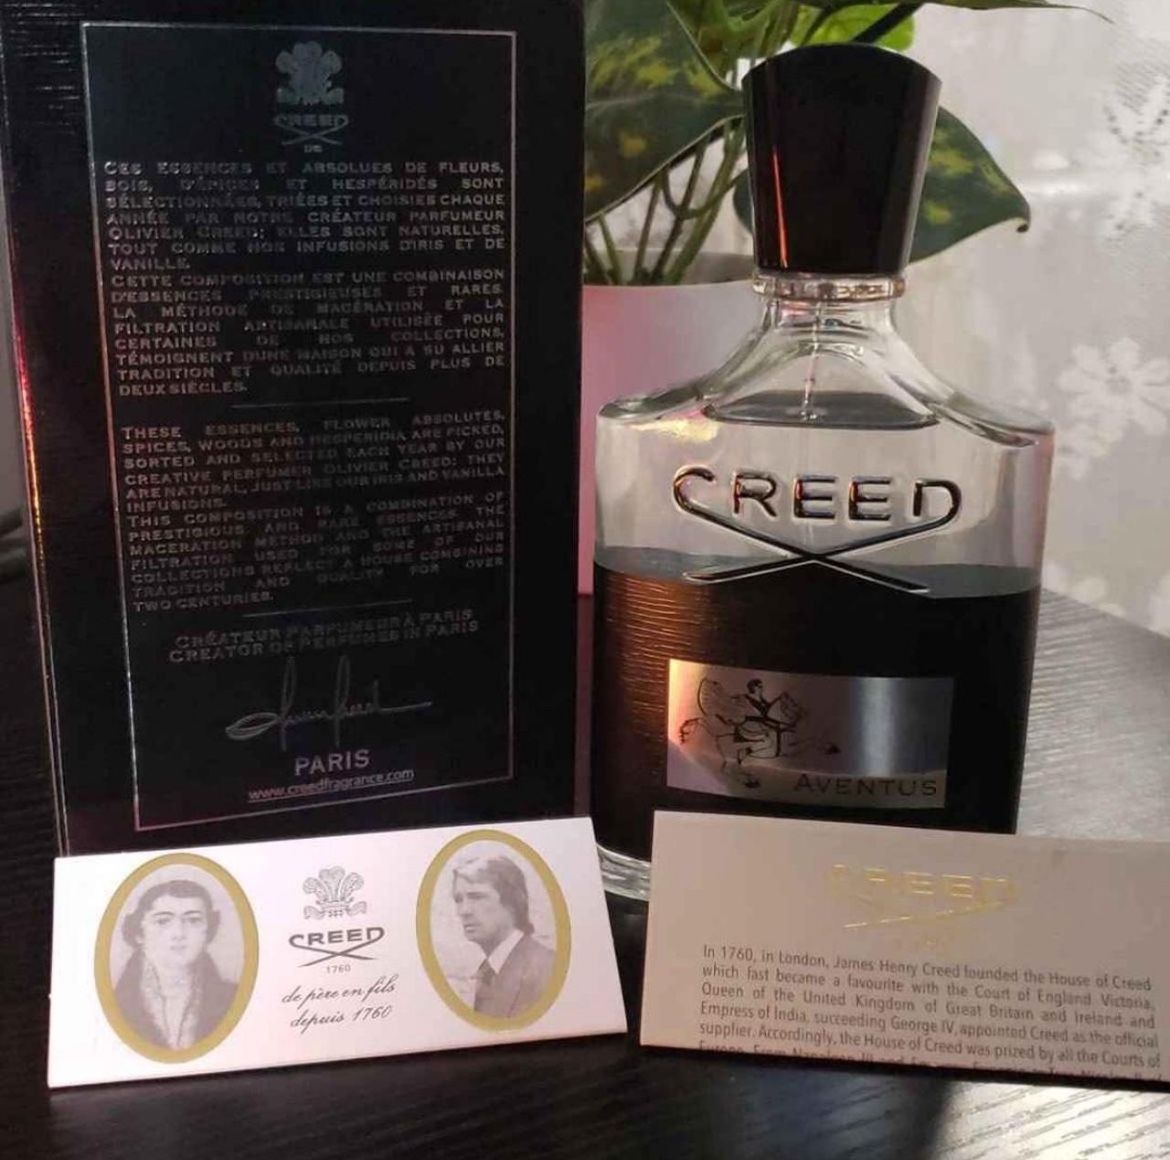 CREED
DE
CES ESSENCES ET ABSOLUES DE FLEURS,
BOIS, D'ÉPICES ET HESPÉRIDÉS SONT
SÉLECTIONNÉES, TRIÉES ET CHOISIES CHAQUE
ANNÉE PAR NOTRE CRÉATEUR PARFUMEUR
OLIVIER CREED; ELLES SONT NATURELLES,
TOUT COMME NOS INFUSIONS D'IRIS ET DE
VANILLE.
CETTE COMPOSITION EST UNE COMBINAISON
D'ESSENCES PRESTIGIEUSES ET RARES.
LA MÉTHODE DE MACÉRATION ET LA
FILTRATION ARTISANALE UTILISÉE POUR
CERTAINES DE NOS COLLECTIONS,
TÉMOIGNENT D'UNE MAISON QUI A SU ALLIER
TRADITION ET QUALITÉ DEPUIS PLUS DE
DEUX SIÈCLES.
THESE ESSENCES, FLOWER ABSOLUTES,
SPICES, WOODS AND HESPERIDIA ARE PICKED,
SORTED AND SELECTED EACH YEAR BY OUR
CREATIVE PERFUMER OLIVIER CREED; THEY
ARE NATURAL, JUST LIKE OUR IRIS AND VANILLA
INFUSIONS.
THIS COMPOSITION IS A COMBINATION OF
PRESTIGIOUS AND RARE ESSENCES. THE
MACERATION METHOD AND THE ARTISANAL
FILTRATION USED FOR SOME OF OUR
COLLECTIONS REFLECT A HOUSE COMBINING
TRADITION AND QUALITY FOR OVER
TWO CENTURIES.
CRÉATEUR PARFUMEUR À PARIS
CREATOR OF PERFUMES IN PARIS
PARIS
www.creedfragrance.com
CREED
AVENTUS
CREED
1760
de père en fils
depuis 1760
CREED
In 1760, in London, James Henry Creed founded the House of Creed
which fast became a favourite with the Court of England. Victoria,
Queen of the United Kingdom of Great Britain and Ireland and
Empress of India, succeeding George IV, appointed Creed as the official
supplier. Accordingly, the House of Creed was prized by all the Courts of
Europe. From Napoleon III and